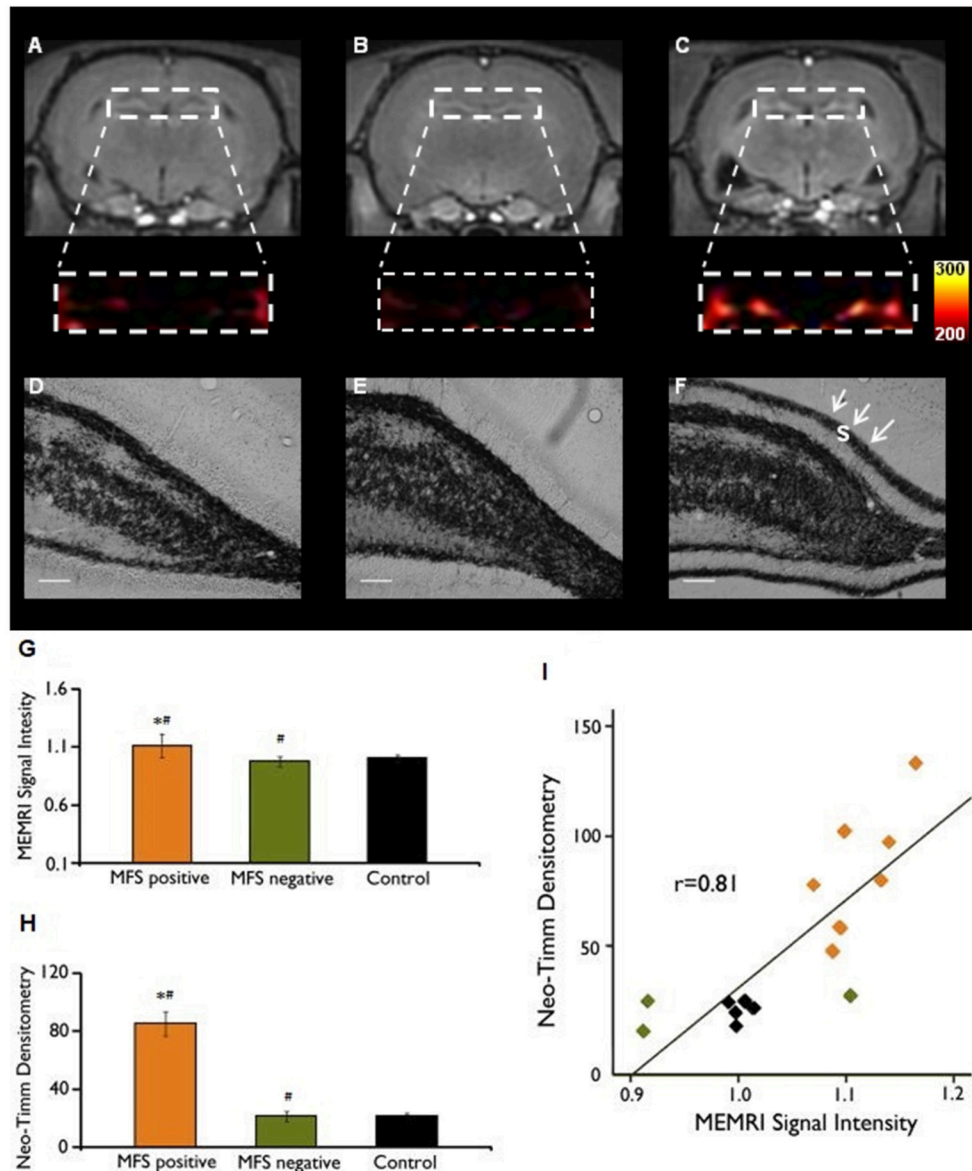 A
B
C
300
200
D
E
F
S
G
MEMRI Signal Intesity
1.6
1.1
0.6
0.1
*#
#
MFS positive
MFS negative
Control
H
Neo-Timm Densitometry
120
80
40
0
*#
#
MFS positive
MFS negative
Control
I
Neo-Timm Densitometry
150
100
50
0
r=0.81
0.9
1.0
1.1
1.2
MEMRI Signal Intensity